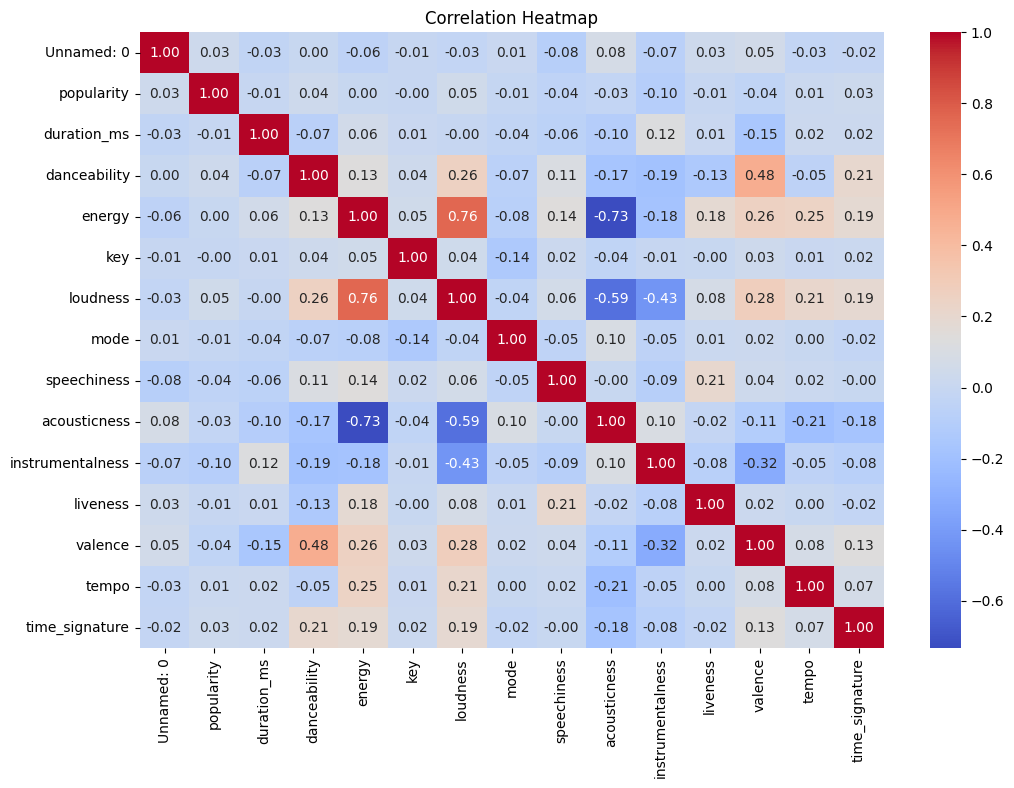 Correlation Heatmap
Unnamed: 0 1.00 0.03 -0.03 0.00 -0.06 -0.01 -0.03 0.01 -0.08 0.08 -0.07 0.03 0.05 -0.03 -0.02
popularity 0.03 1.00 -0.01 0.04 0.00 -0.00 0.05 -0.01 -0.04 -0.03 -0.10 -0.01 -0.04 0.01 0.03
duration_ms -0.03 -0.01 1.00 -0.07 0.06 0.01 -0.00 -0.04 -0.06 -0.10 0.12 0.01 -0.15 0.02 0.02
danceability 0.00 0.04 -0.07 1.00 0.13 0.04 0.26 -0.07 0.11 -0.17 -0.19 -0.13 0.48 -0.05 0.21
energy -0.06 0.00 0.06 0.13 1.00 0.05 0.76 -0.08 0.14 -0.73 -0.18 0.18 0.26 0.25 0.19
key -0.01 -0.00 0.01 0.04 0.05 1.00 0.04 -0.14 0.02 -0.04 -0.01 -0.00 0.03 0.01 0.02
loudness -0.03 0.05 -0.00 0.26 0.76 0.04 1.00 -0.04 0.06 -0.59 -0.43 0.08 0.28 0.21 0.19
mode 0.01 -0.01 -0.04 -0.07 -0.08 -0.14 -0.04 1.00 -0.05 0.10 -0.05 0.01 0.02 0.00 -0.02
speechiness -0.08 -0.04 -0.06 0.11 0.14 0.02 0.06 -0.05 1.00 -0.00 -0.09 0.21 0.04 0.02 -0.00
acousticness 0.08 -0.03 -0.10 -0.17 -0.73 -0.04 -0.59 0.10 -0.00 1.00 0.10 -0.02 -0.11 -0.21 -0.18
instrumentalness -0.07 -0.10 0.12 -0.19 -0.18 -0.01 -0.43 -0.05 -0.09 0.10 1.00 -0.08 -0.32 -0.05 -0.08
liveness 0.03 -0.01 0.01 -0.13 0.18 -0.00 0.08 0.01 0.21 -0.02 -0.08 1.00 0.02 0.00 -0.02
valence 0.05 -0.04 -0.15 0.48 0.26 0.03 0.28 0.02 0.04 -0.11 -0.32 0.02 1.00 0.08 0.13
tempo -0.03 0.01 0.02 -0.05 0.25 0.01 0.21 0.00 0.02 -0.21 -0.05 0.00 0.08 1.00 0.07
time_signature -0.02 0.03 0.02 0.21 0.19 0.02 0.19 -0.02 -0.00 -0.18 -0.08 -0.02 0.13 0.07 1.00
Unnamed: 0
popularity
duration_ms
danceability
energy
key
loudness
mode
speechiness
acousticness
instrumentalness
liveness
valence
tempo
time_signature
1.0
0.8
0.6
0.4
0.2
0.0
−0.2
−0.4
−0.6